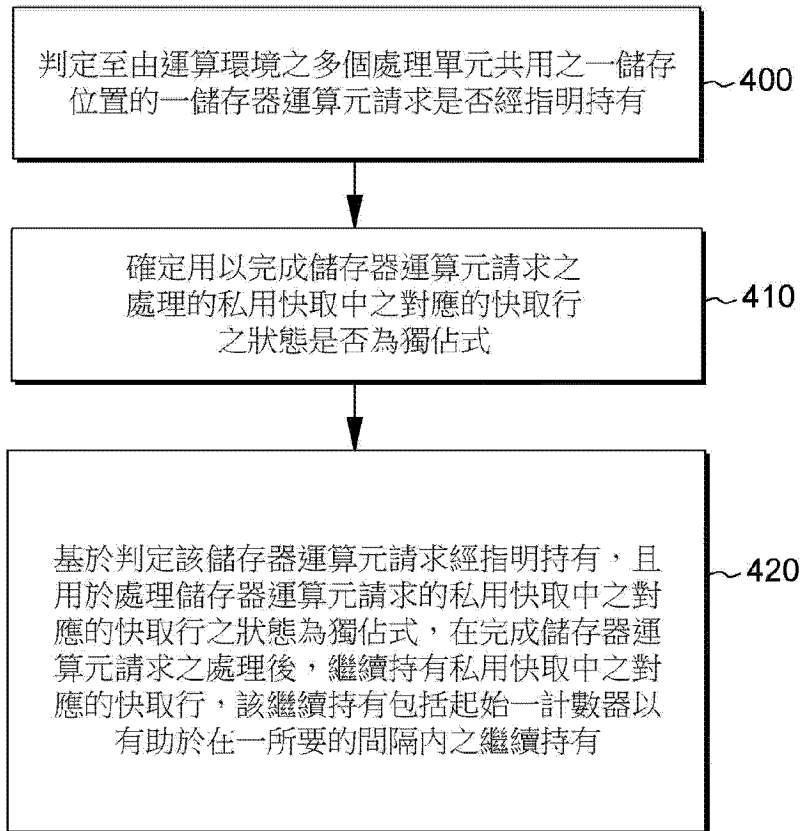 判定至由運算環境之多個處理單元共用之一儲存
位置的一儲存器運算元請求是否經指明持有
400
確定用以完成儲存器運算元請求之
處理的私用快取中之對應的快取行
之狀態是否為獨佔式
410
基於判定該儲存器運算元請求經指明持有，且
用於處理儲存器運算元請求的私用快取中之對
應的快取行之狀態為獨佔式，在完成儲存器運
算元請求之處理後，繼續持有私用快取中之對
應的快取行，該繼續持有包括起始一計數器以
有助於在一所要的間隔內之繼續持有
420